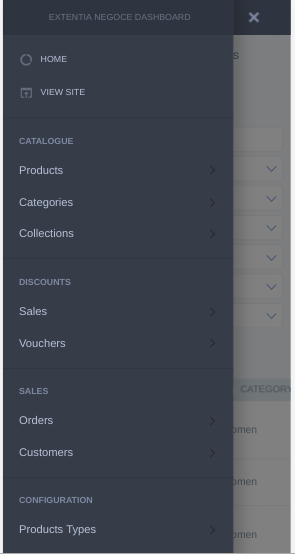 EXTENTIA NEGOCE DASHBOARD
HOME
VIEW SITE
CATALOGUE
Products
Categories
Collections
DISCOUNTS
Sales
Vouchers
SALES
Orders
CATEGORY
Customers
CONFIGURATION
Products Types